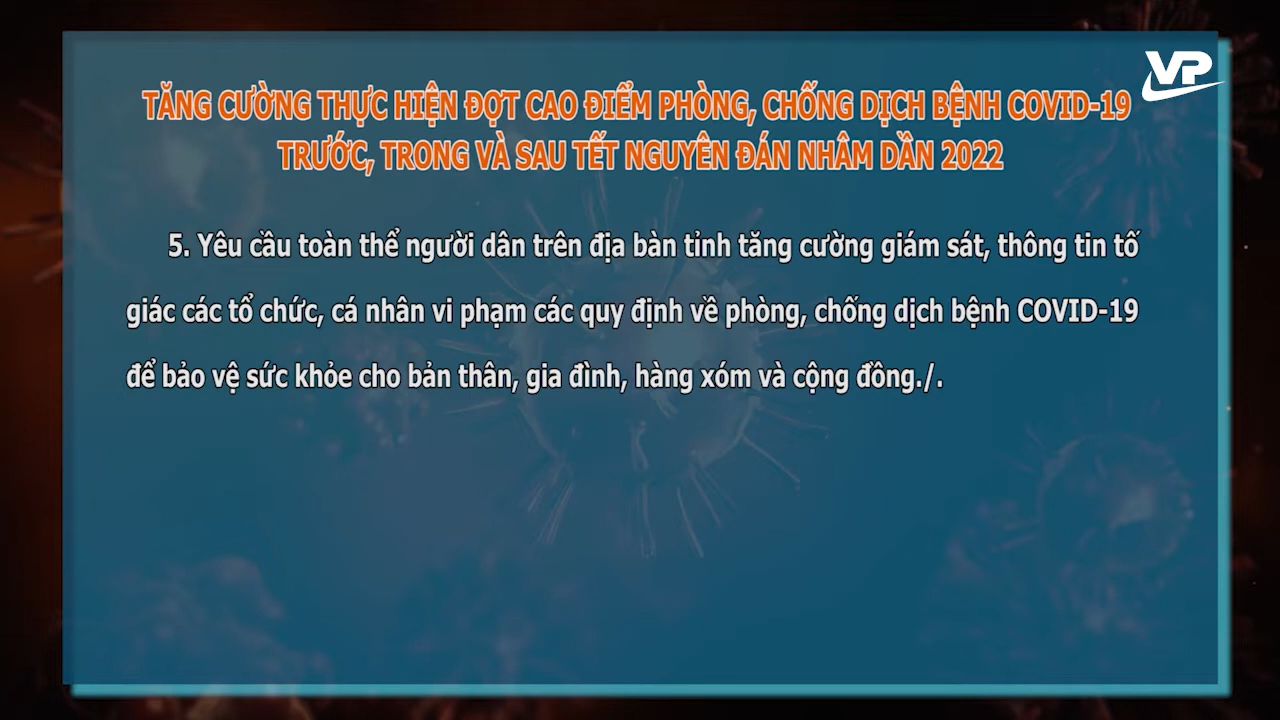 VP
TĂNG CƯỜNG THỰC HIỆN ĐỢT CAO ĐIỂM PHÒNG, CHỐNG DỊCH BỆNH COVID-19
TRƯỚC, TRONG VÀ SAU TẾT NGUYÊN ĐÁN NHÂM DẦN 2022
5. Yêu cầu toàn thể người dân trên địa bàn tỉnh tăng cường giám sát, thông tin tố
giác các tổ chức, cá nhân vi phạm các quy định về phòng, chống dịch bệnh COVID-19
để bảo vệ sức khỏe cho bản thân, gia đình, hàng xóm và cộng đồng./.